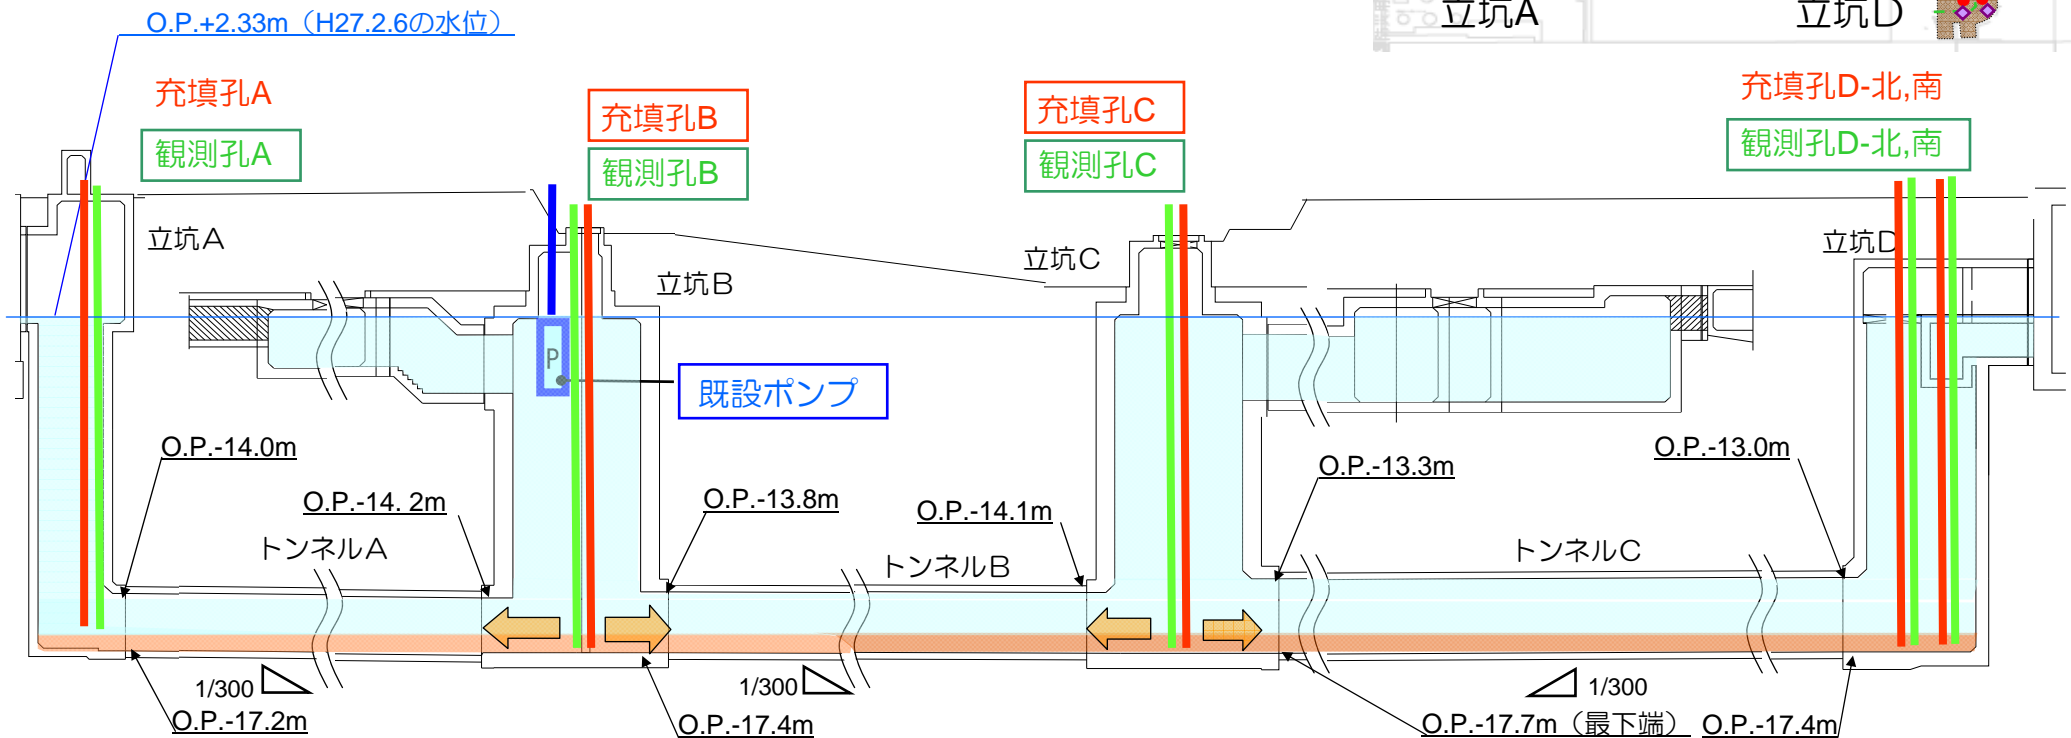 立坑A
立坑D
O.P.+2.33m（H27.2.6の水位）
充填孔A
観測孔A
充填孔B
観測孔B
充填孔C
観測孔C
充填孔D-北,南
観測孔D-北,南
立坑A
立坑B
立坑C
立坑D
P
既設ポンプ
O.P.-14.0m
O.P.-14. 2m
O.P.-13.8m
O.P.-14.1m
O.P.-13.3m
O.P.-13.0m
トンネルA
トンネルB
トンネルC
1/300
1/300
1/300
O.P.-17.2m
O.P.-17.4m
O.P.-17.7m（最下端）
O.P.-17.4m